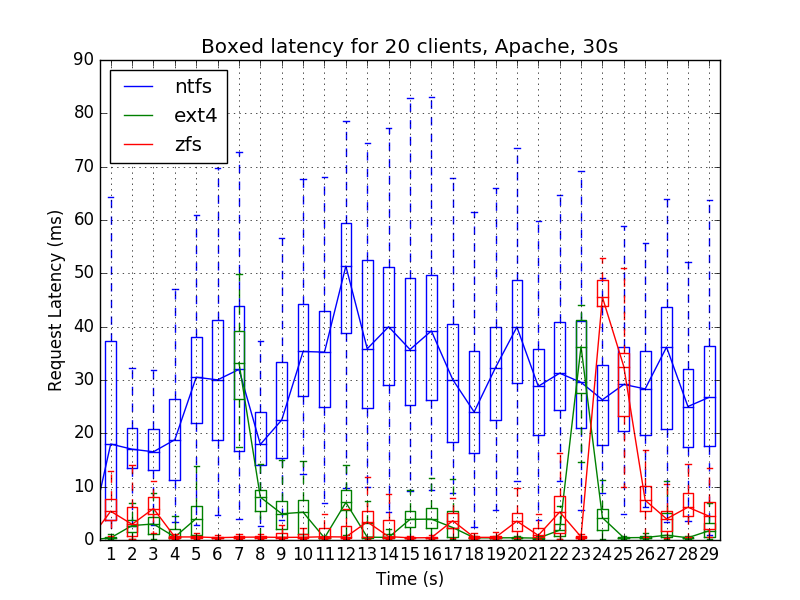 Boxed latency for 20 clients, Apache, 30s
90
80
70
60
50
40
30
20
10
0
Request Latency (ms)
ntfs
ext4
zfs
1 2 3 4 5 6 7 8 9 10 11 12 13 14 15 16 17 18 19 20 21 22 23 24 25 26 27 28 29
Time (s)